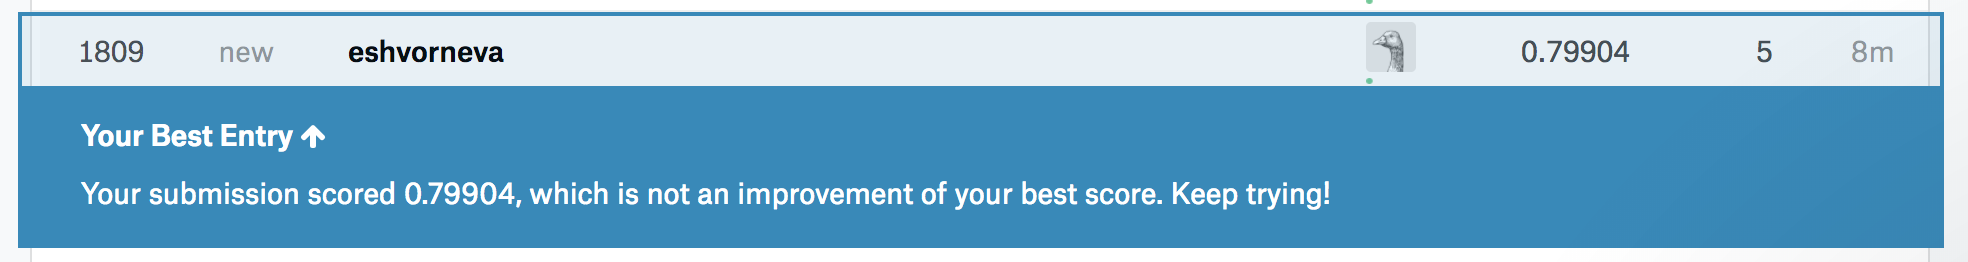 1809 new eshvorneva 0.79904 5 8m
Your Best Entry ↑
Your submission scored 0.79904, which is not an improvement of your best score. Keep trying!